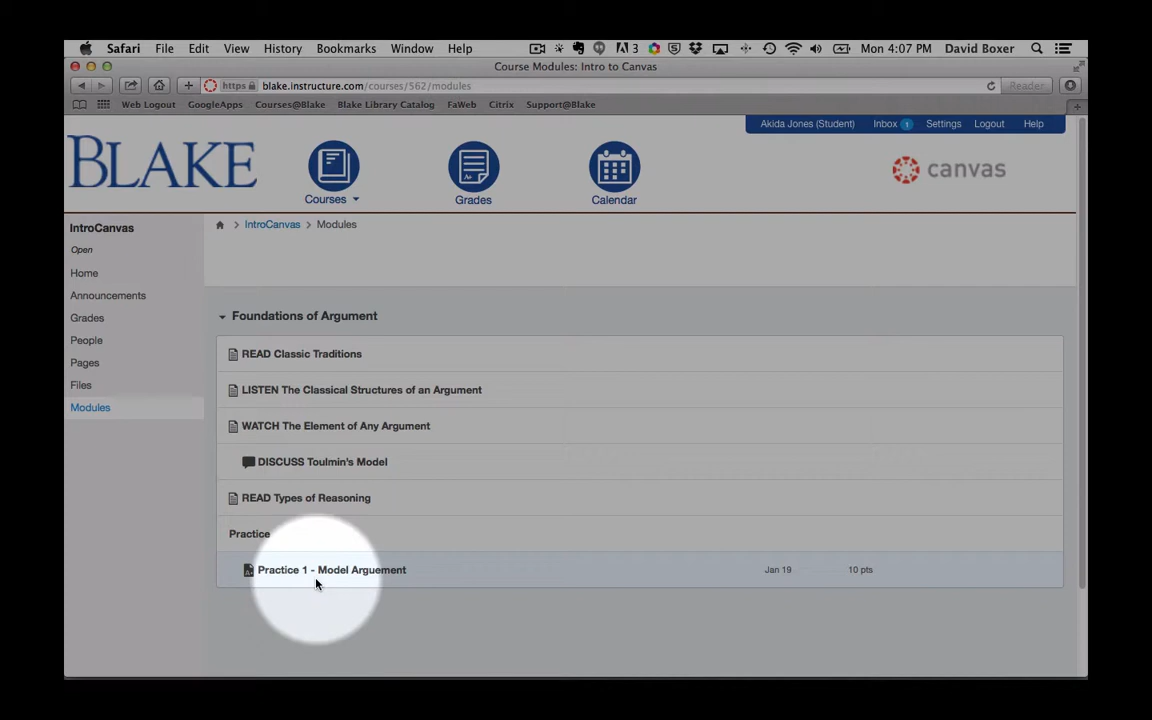 Safari File Edit View History Bookmarks Window Help 3 Mon 4:07 PM David Boxer
Course Modules: Intro to Canvas
https blake.instructure.com/courses/562/modules Reader
Web Logout GoogleApps Courses@Blake Blake Library Catalog FaWeb Citrix Support@Blake
Akida Jones (Student) Inbox 1 Settings Logout Help
BLAKE
Courses
Grades
Calendar
canvas
IntroCanvas
Open
Home
Announcements
Grades
People
Pages
Files
Modules
IntroCanvas > Modules
Foundations of Argument
READ Classic Traditions
LISTEN The Classical Structures of an Argument
WATCH The Element of Any Argument
DISCUSS Toulmin's Model
READ Types of Reasoning
Practice
Practice 1 - Model Arguement Jan 19 10 pts